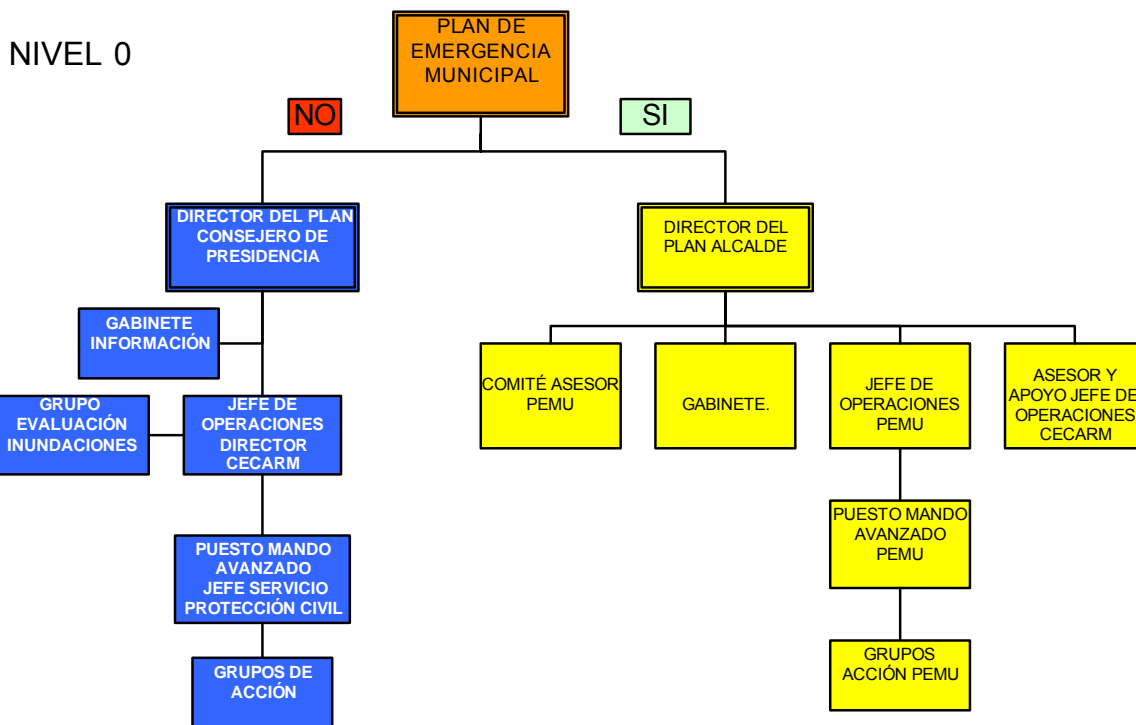 NIVEL 0
PLAN DE
EMERGENCIA
MUNICIPAL
NO
SI
DIRECTOR DEL PLAN
CONSEJERO DE
PRESIDENCIA
DIRECTOR DEL
PLAN ALCALDE
GABINETE
INFORMACIÓN
GRUPO
EVALUACIÓN
INUNDACIONES
JEFE DE
OPERACIONES
DIRECTOR
CECARM
COMITÉ ASESOR
PEMU
GABINETE.
JEFE DE
OPERACIONES
PEMU
ASESOR Y
APOYO JEFE DE
OPERACIONES
CECARM
PUESTO MANDO
AVANZADO
JEFE SERVICIO
PROTECCIÓN CIVIL
PUESTO MANDO
AVANZADO
PEMU
GRUPOS DE
ACCIÓN
GRUPOS
ACCIÓN PEMU